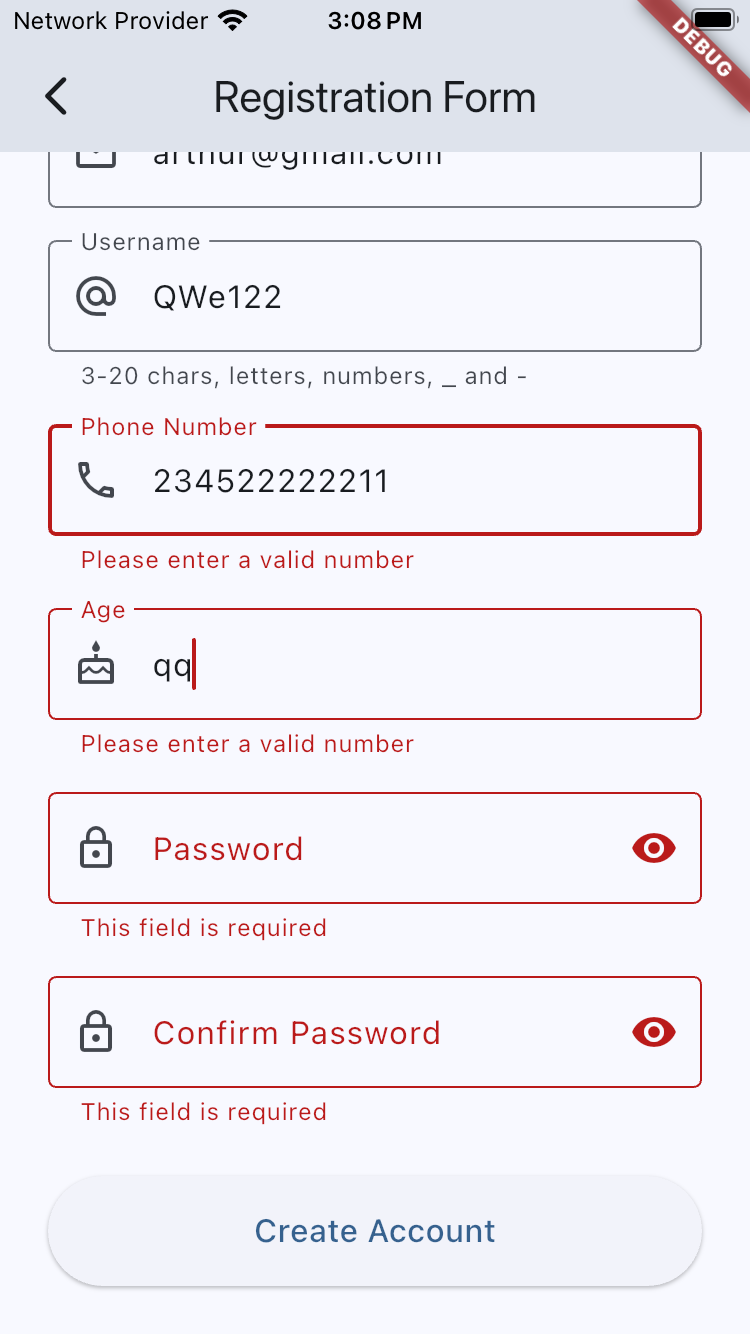 Network Provider 3:08 PM
DEBUG
Registration Form
arthur@gmail.com
Username
QWe122
3-20 chars, letters, numbers, _ and -
Phone Number
234522222211
Please enter a valid number
Age
qq
Please enter a valid number
Password
This field is required
Confirm Password
This field is required
Create Account